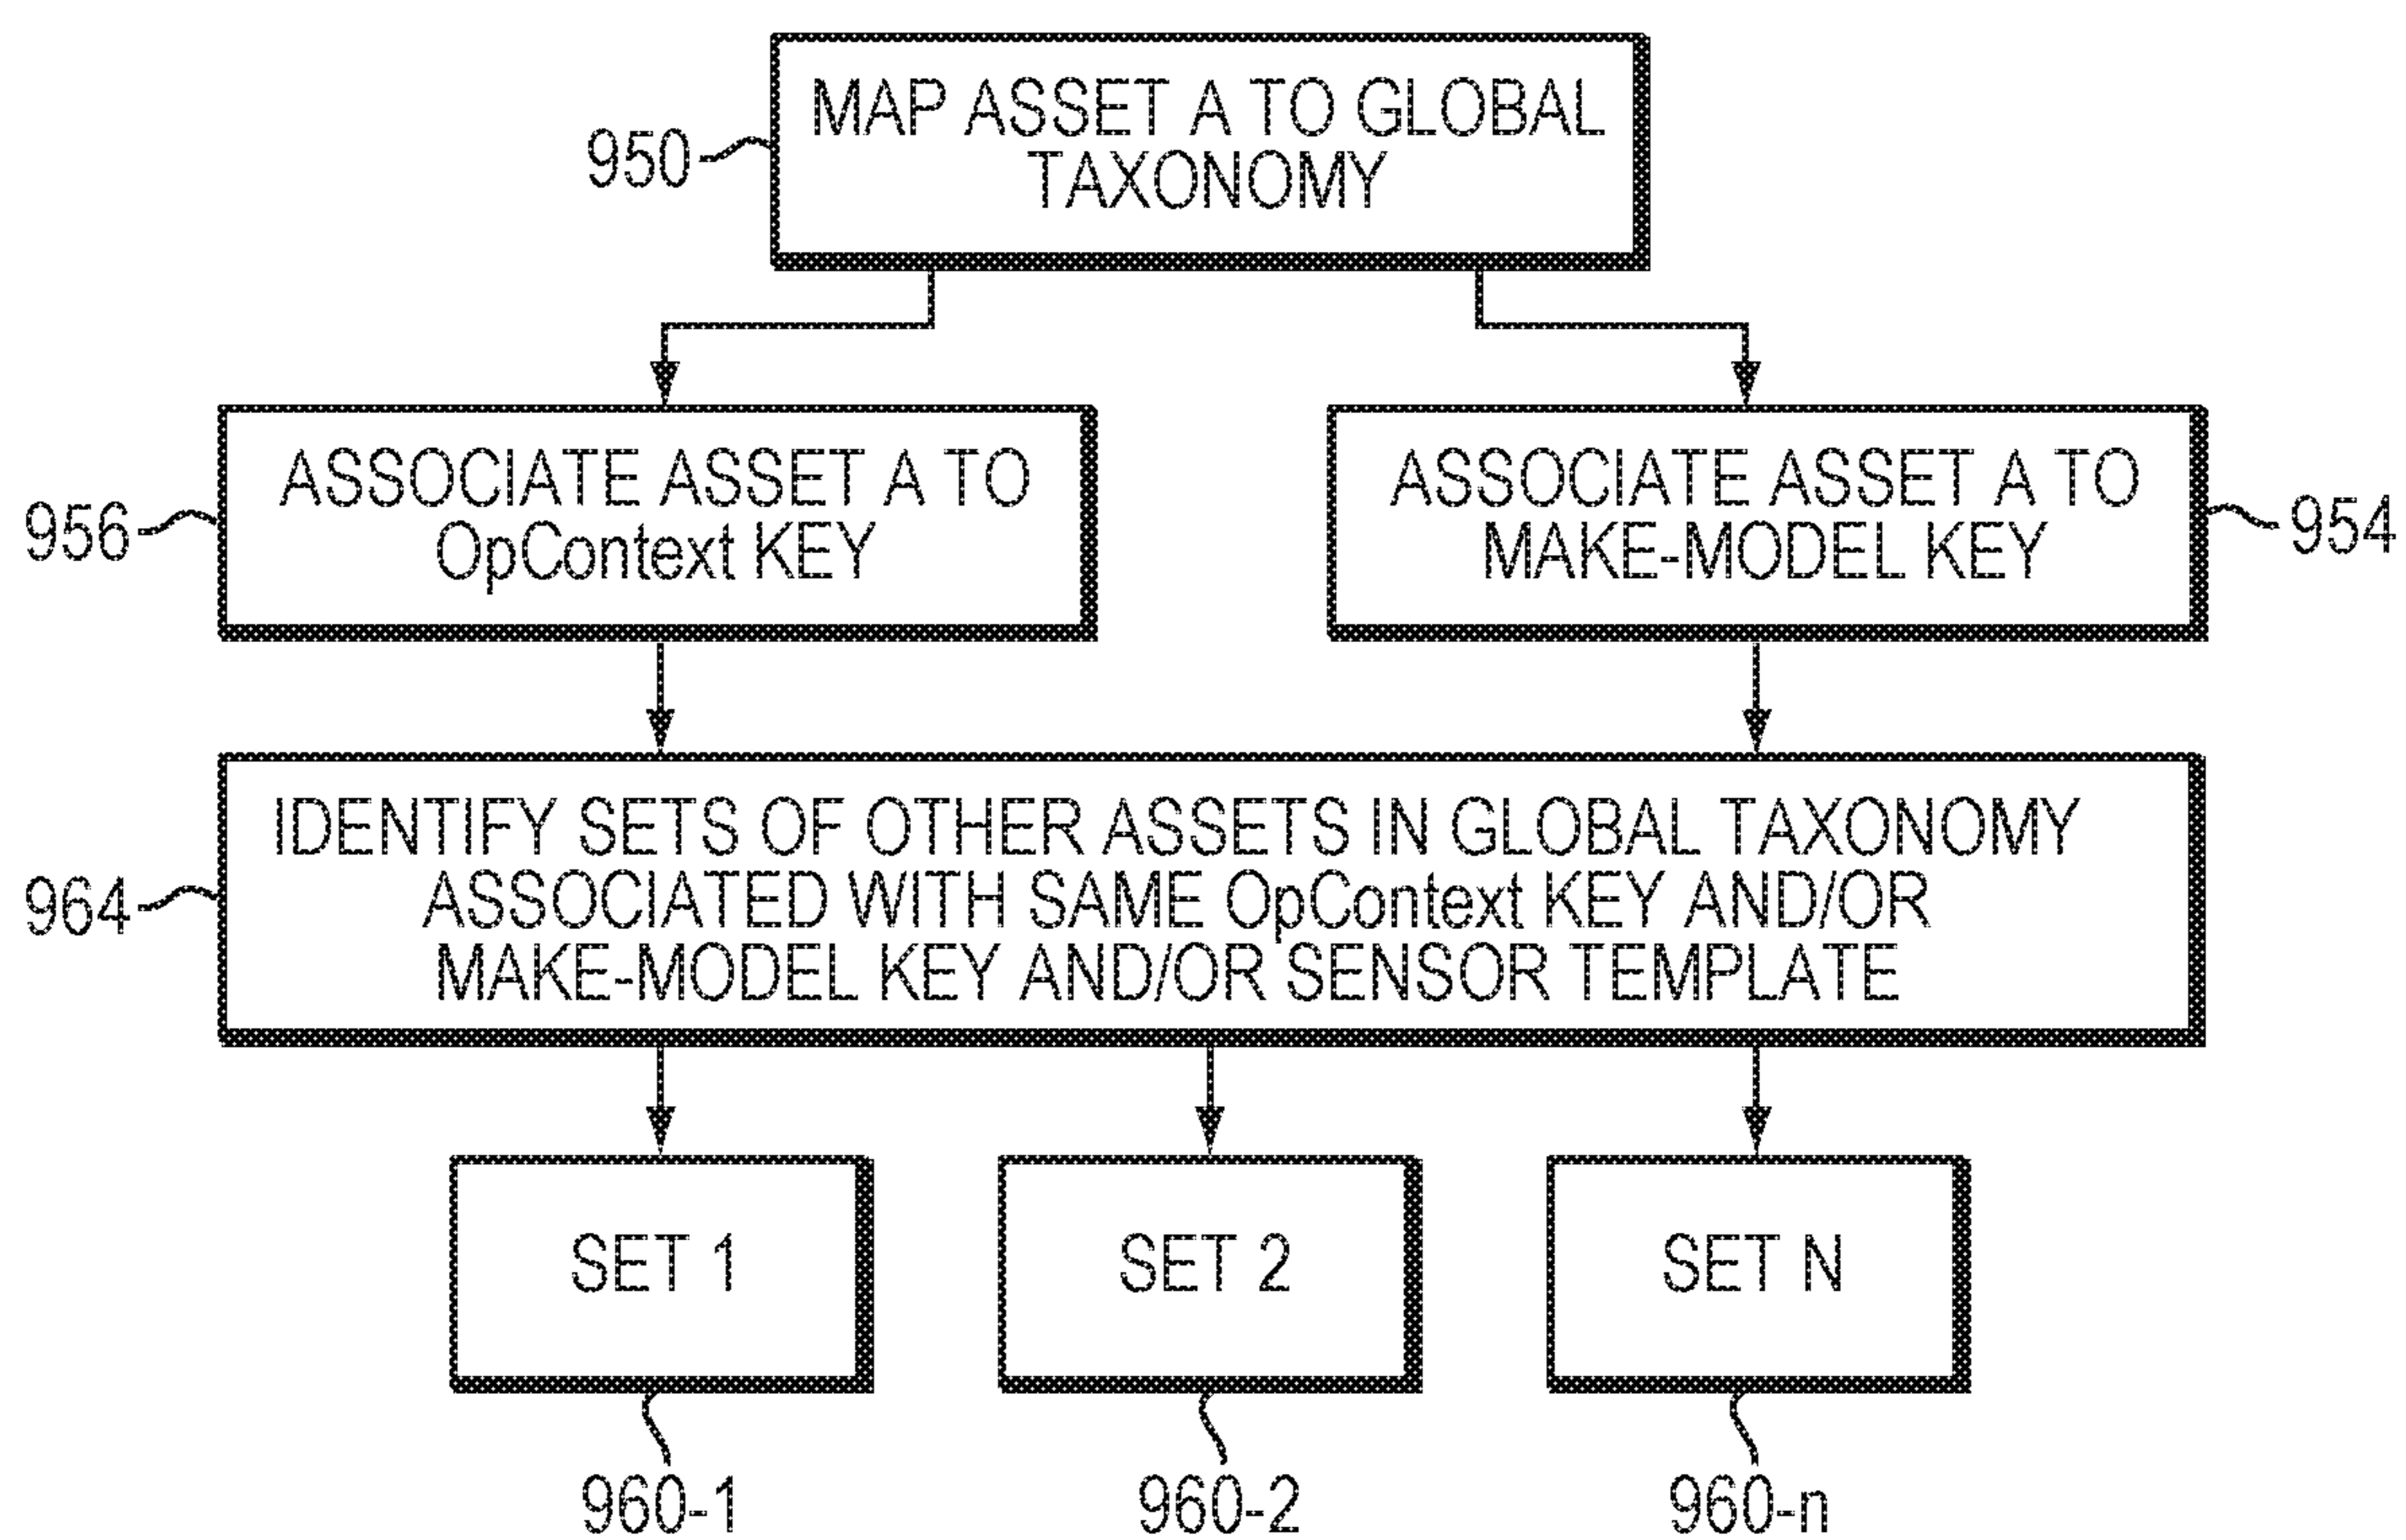 MAP ASSET A TO GLOBAL
TAXONOMY
950
ASSOCIATE ASSET A TO
OpContext KEY
956
ASSOCIATE ASSET A TO
MAKE-MODEL KEY
954
IDENTIFY SETS OF OTHER ASSETS IN GLOBAL TAXONOMY
ASSOCIATED WITH SAME OpContext KEY AND/OR
MAKE-MODEL KEY AND/OR SENSOR TEMPLATE
964
SET 1
SET 2
SET N
960-1
960-2
960-n